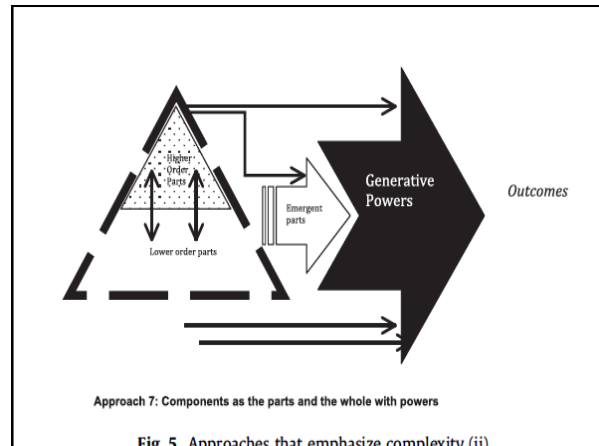 Higher
Order
Parts
Lower order parts
Emergent
parts
Generative
Powers
Outcomes
Approach 7: Components as the parts and the whole with powers
Fig. 5. Approaches that emphasize complexity (ii)